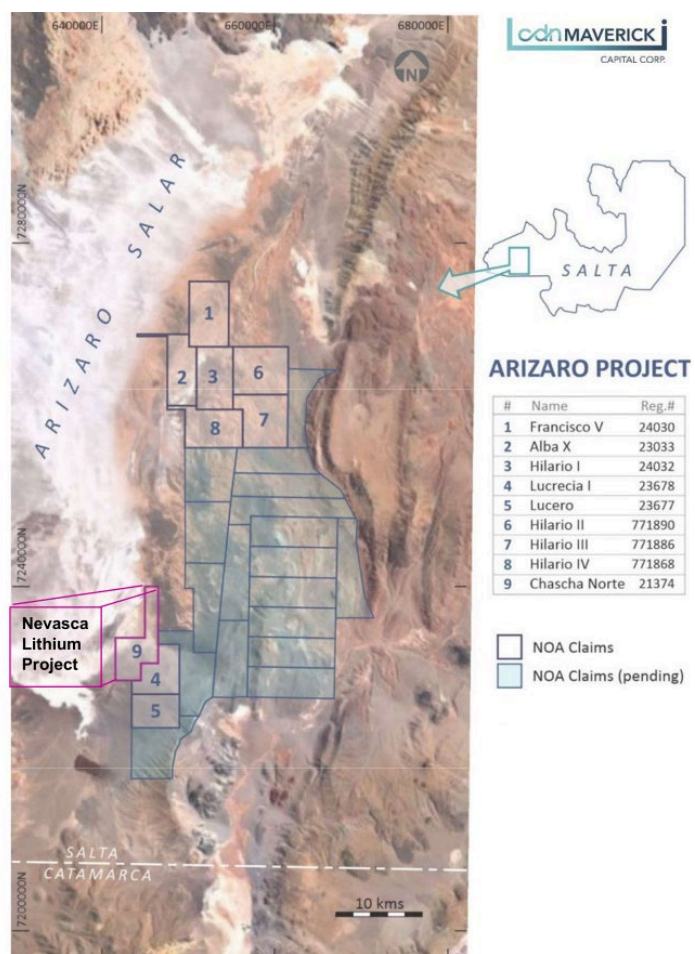 640000E
660000E
680000E
cdn MAVERICK
CAPITAL CORP.
N
7280000N
ARIZARO SALAR
SALTA
1
2
3
6
8
7
ARIZARO PROJECT
# Name Reg.#
1 Francisco V 24030
2 Alba X 23033
3 Hilario I 24032
4 Lucrecia I 23678
5 Lucero 23677
6 Hilario II 771890
7 Hilario III 771886
8 Hilario IV 771868
9 Chascha Norte 21374
7240000N
Nevasca
Lithium
Project
9
4
5
NOA Claims
NOA Claims (pending)
SALTA
CATAMARCA
7200000N
10 kms